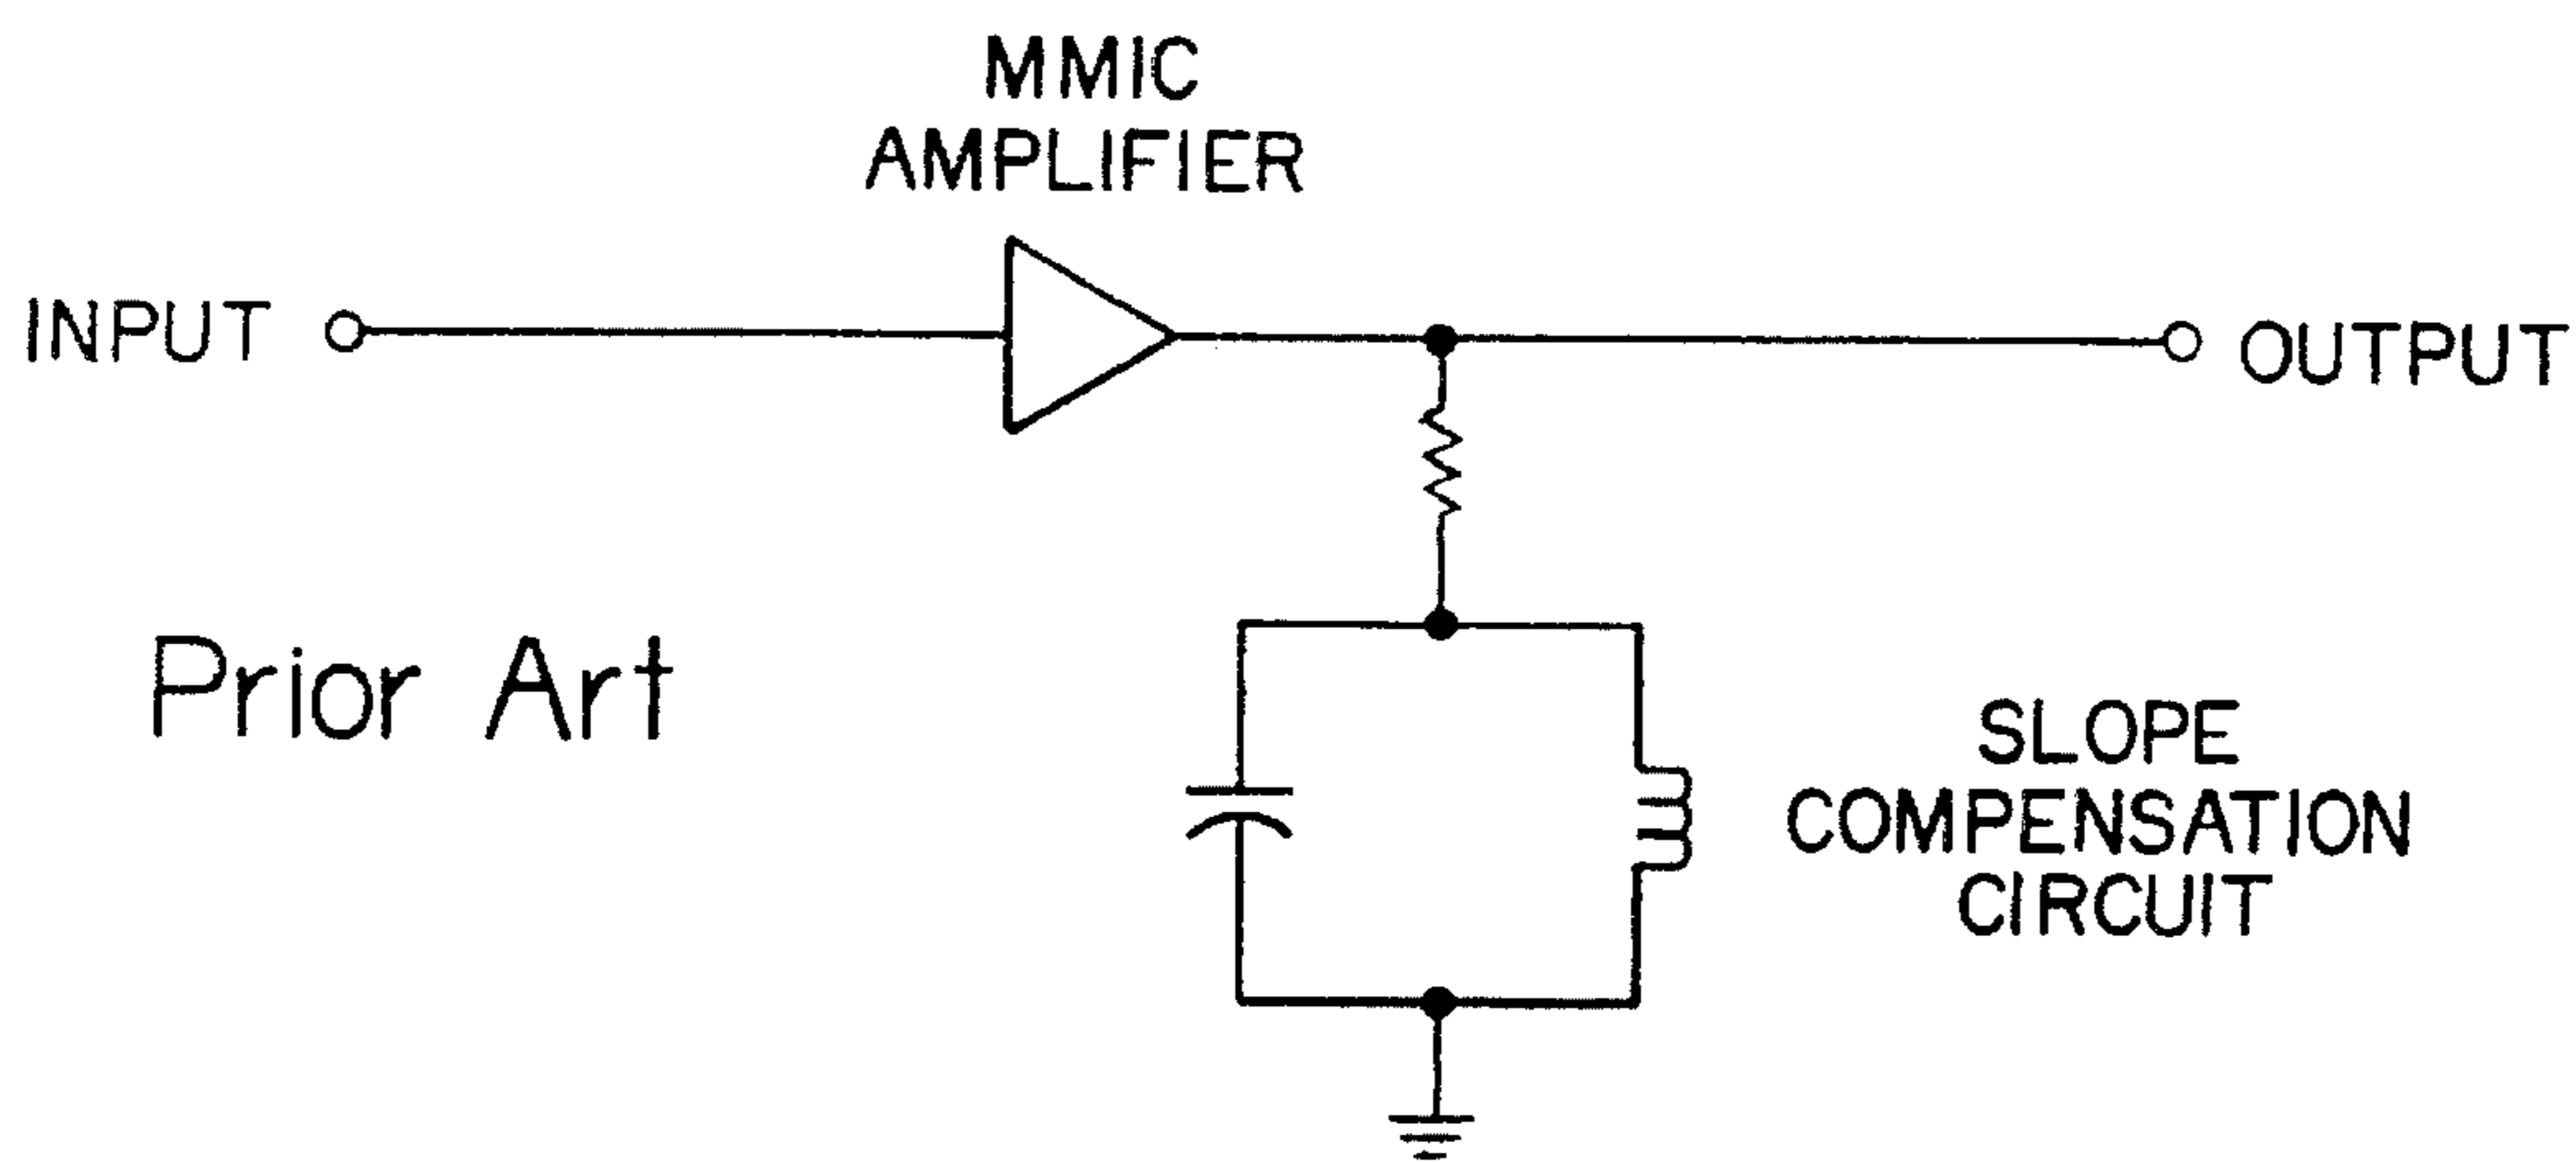 MMIC
AMPLIFIER
INPUT
OUTPUT
Prior Art
SLOPE
COMPENSATION
CIRCUIT